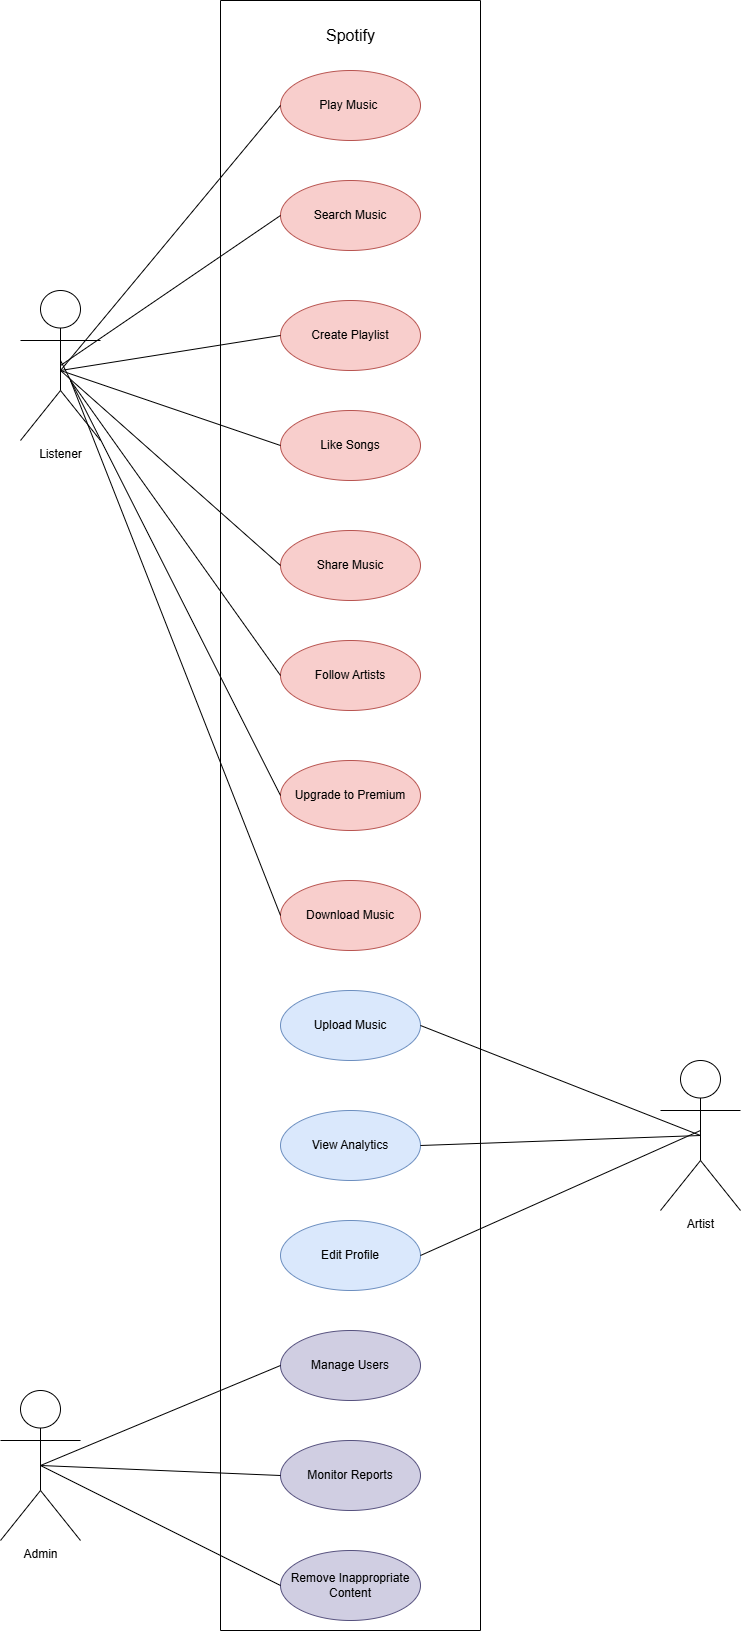 Spotify
Play Music
Search Music
Create Playlist
Like Songs
Listener
Share Music
Follow Artists
Upgrade to Premium
Download Music
Upload Music
View Analytics
Artist
Edit Profile
Manage Users
Monitor Reports
Admin
Remove Inappropriate
Content